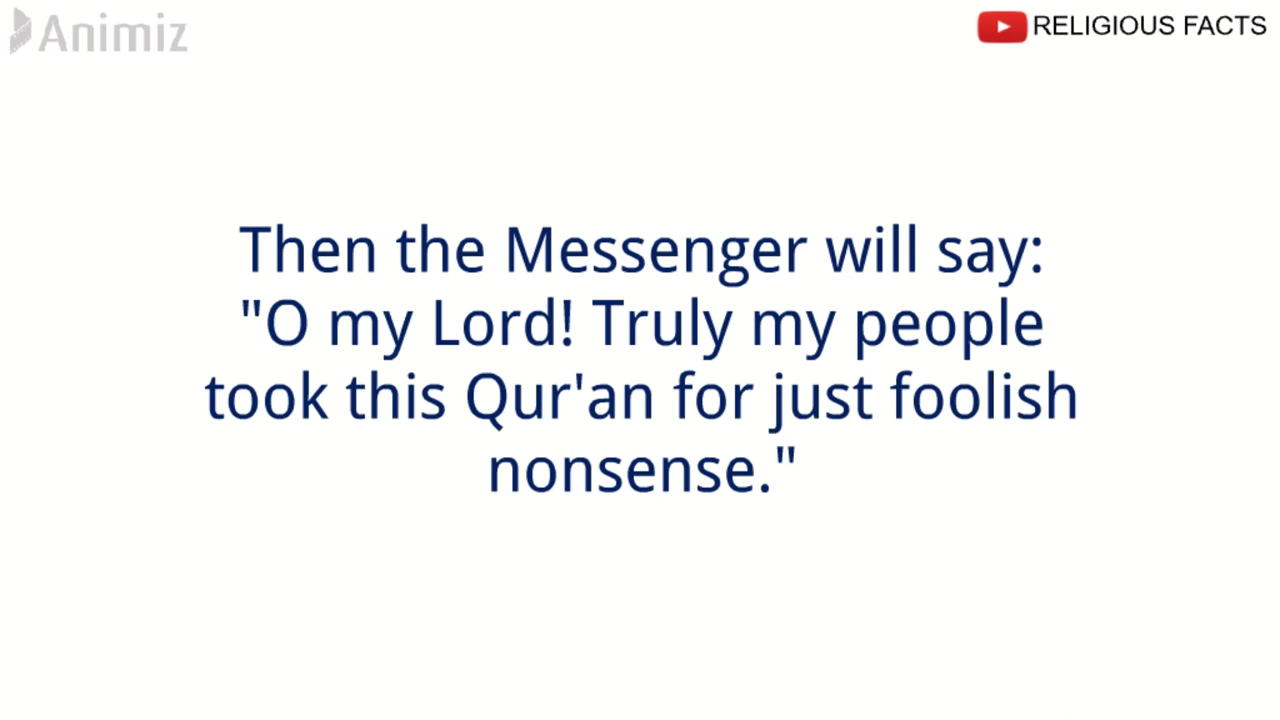 Animiz
RELIGIOUS FACTS
Then the Messenger will say:
"O my Lord! Truly my people
took this Qur'an for just foolish
nonsense."